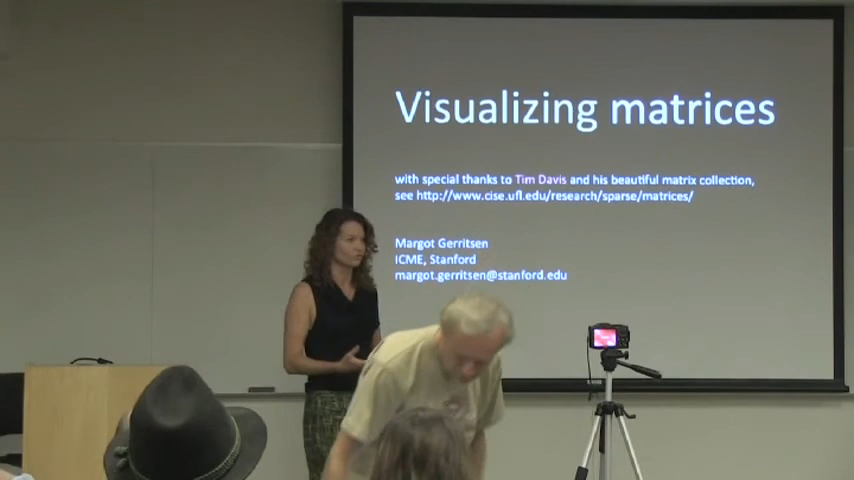 Visualizing matrices
with special thanks to Tim Davis and his beautiful matrix collection,
see http://www.cise.ufl.edu/research/sparse/matrices/
Margot Gerritsen
ICME, Stanford
margot.gerritsen@stanford.edu